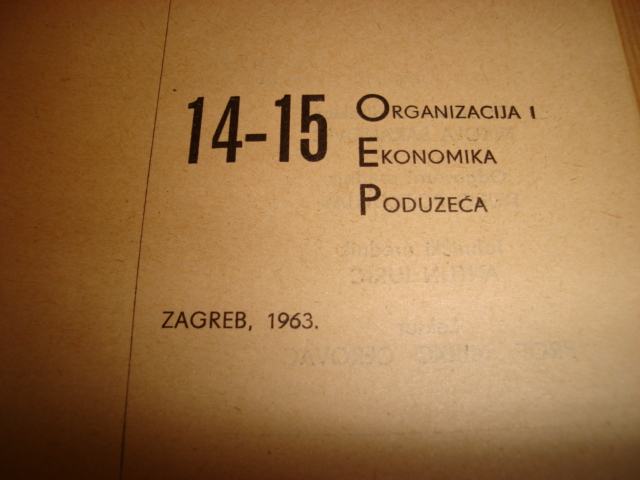 14-15
ORGANIZACIJA I
EKONOMIKA
PODUZEĆA
ZAGREB, 1963.